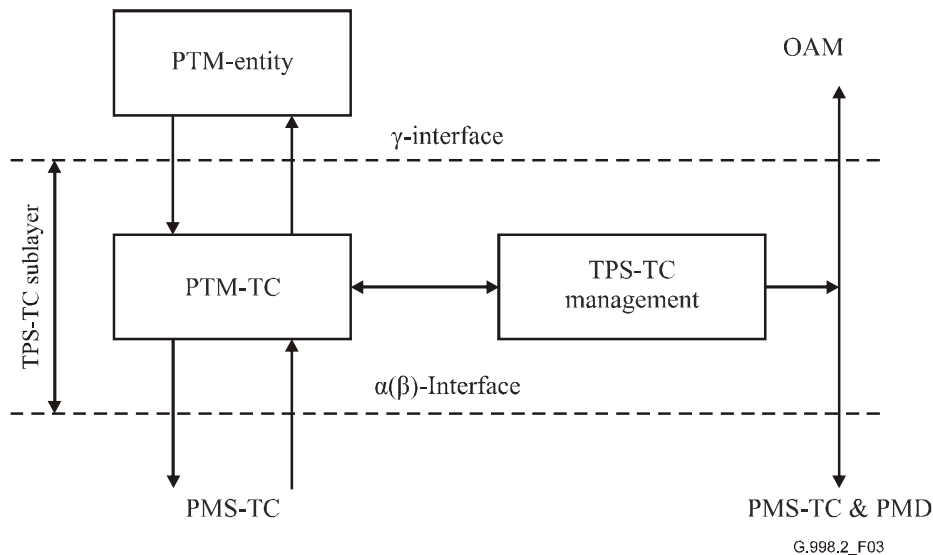 PTM-entity
OAM
γ-interface
TPS-TC sublayer
PTM-TC
TPS-TC
management
α(β)-Interface
PMS-TC
PMS-TC & PMD
G.998.2_F03